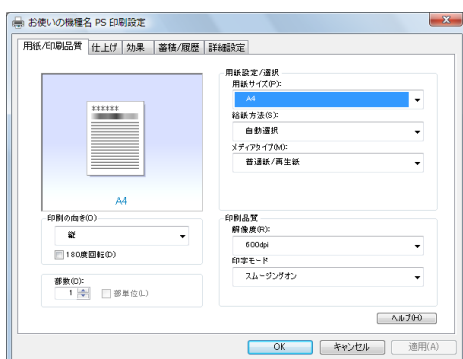 お使いの機種名 PS 印刷設定
用紙/印刷品質 仕上げ 効果 蓄積/履歴 詳細設定
xxxxxx
A4
印刷の向き(O)
縦
180度回転(D)
部数(C):
1 部単位(L)
用紙設定/選択
用紙サイズ(P):
A4
給紙方法(S):
自動選択
メディアタイプ(M):
普通紙/再生紙
印刷品質
解像度(R):
600dpi
印字モード
スムージングオン
ヘルプ(H)
OK キャンセル 適用(A)